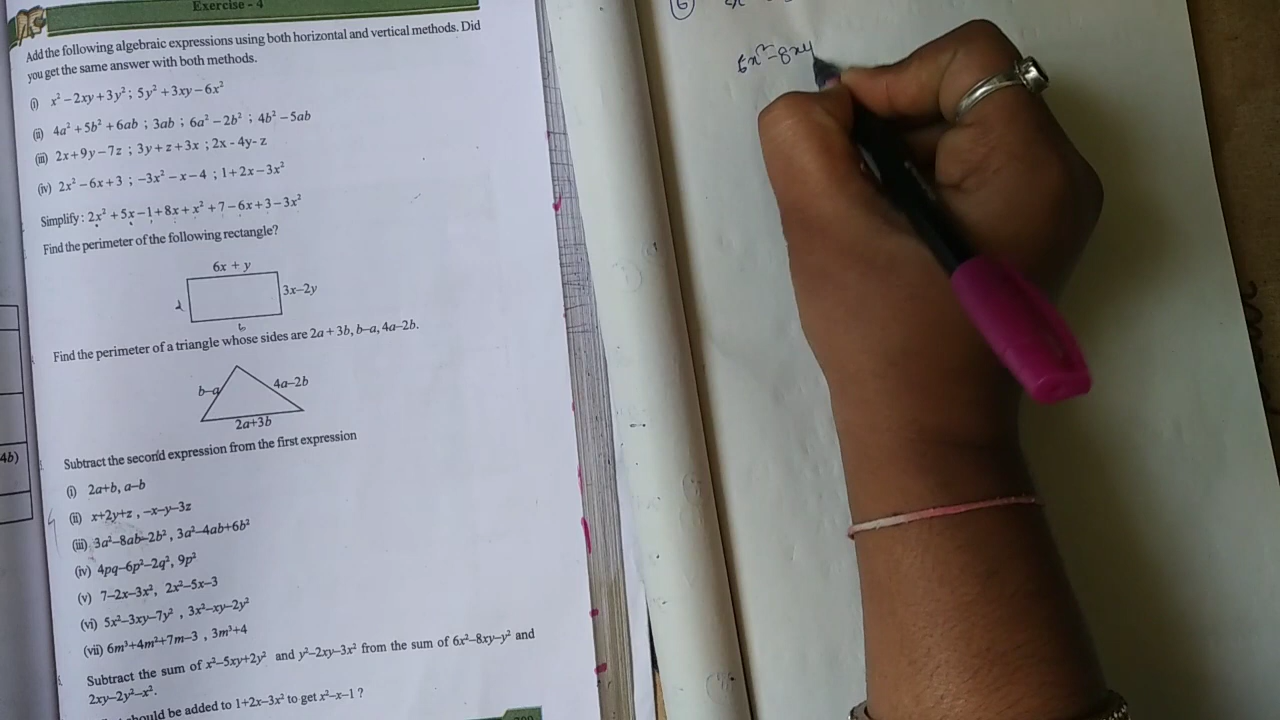 Exercise - 4
Add the following algebraic expressions using both horizontal and vertical methods. Did
you get the same answer with both methods.
(i) x² – 2xy + 3y² ; 5y² + 3xy – 6x²
(ii) 4a² + 5b² + 6ab ; 3ab ; 6a² – 2b² ; 4b² – 5ab
(iii) 2x + 9y – 7z ; 3y + z + 3x ; 2x - 4y - z
(iv) 2x² – 6x + 3 ; –3x² – x – 4 ; 1 + 2x – 3x²
Simplify : 2x² + 5x – 1 + 8x + x² + 7 – 6x + 3 – 3x²
Find the perimeter of the following rectangle?
6x + y
3x–2y
b
Find the perimeter of a triangle whose sides are 2a + 3b, b–a, 4a–2b.
b–a
4a–2b
2a+3b
4b)
Subtract the second expression from the first expression
(i) 2a+b, a–b
(ii) x+2y+z , –x–y–3z
(iii) 3a²–8ab–2b² , 3a²–4ab+6b²
(iv) 4pq–6p²–2q², 9p²
(v) 7–2x–3x², 2x²–5x–3
(vi) 5x²–3xy–7y² , 3x²–xy–2y²
(vii) 6m³+4m²+7m–3 , 3m³+4
Subtract the sum of x²–5xy+2y² and y²–2xy–3x² from the sum of 6x²–8xy–y² and
2xy–2y²–x².
should be added to 1+2x–3x² to get x²–x–1 ?
6
6x²-8xy